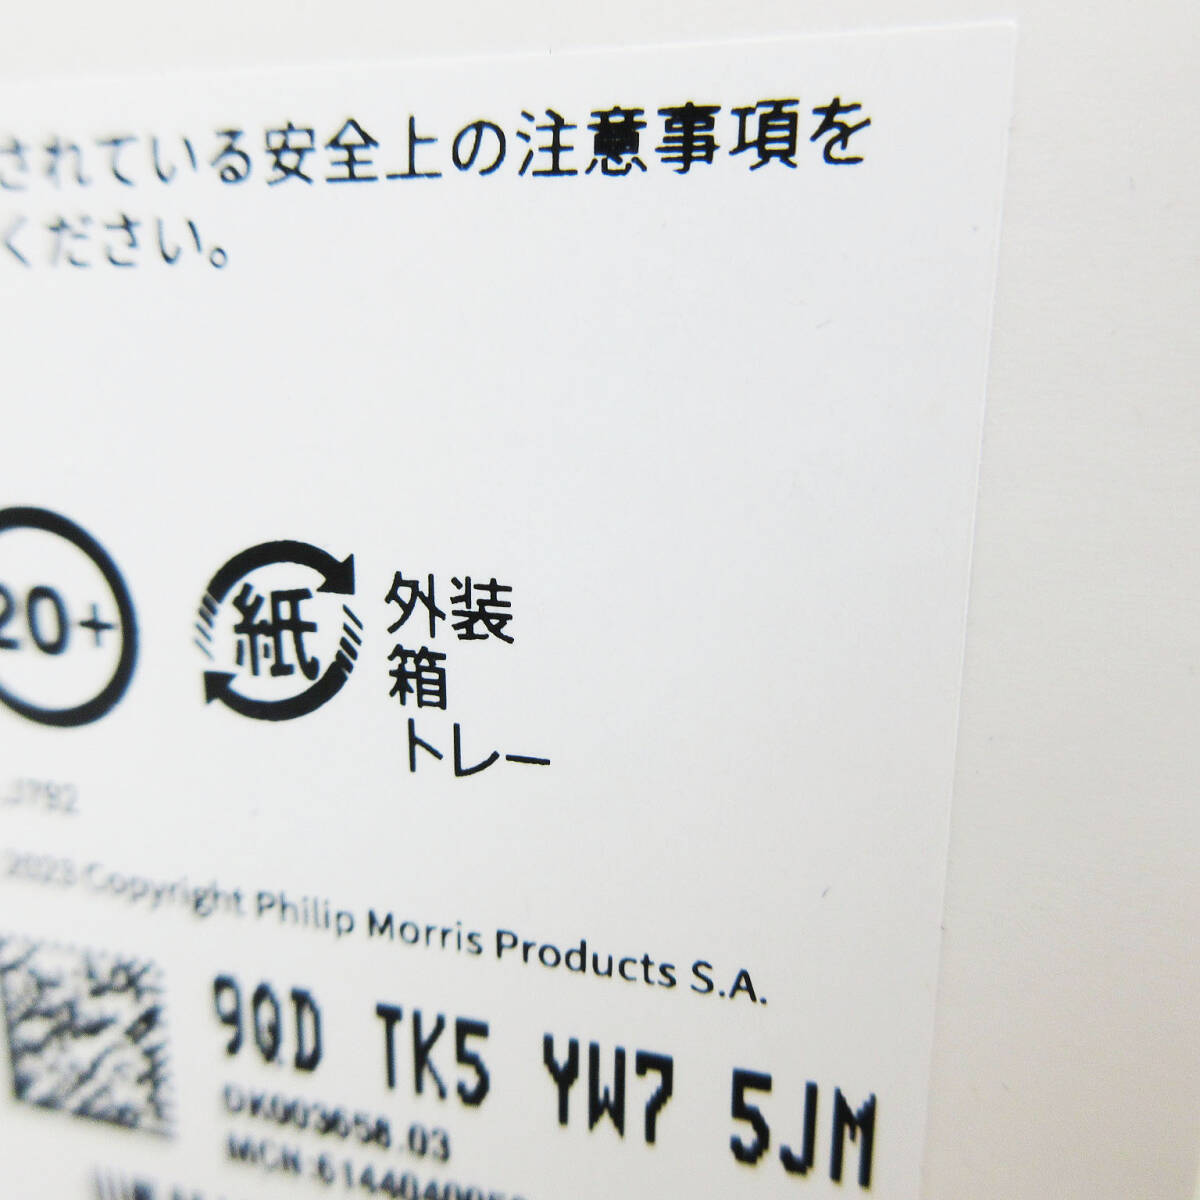 されている安全上の注意事項を
ください。
20+
紙
外装
箱
トレー
J792
2023 Copyright Philip Morris Products S.A.
9QD TK5 YW7 5JM
DK003658.03